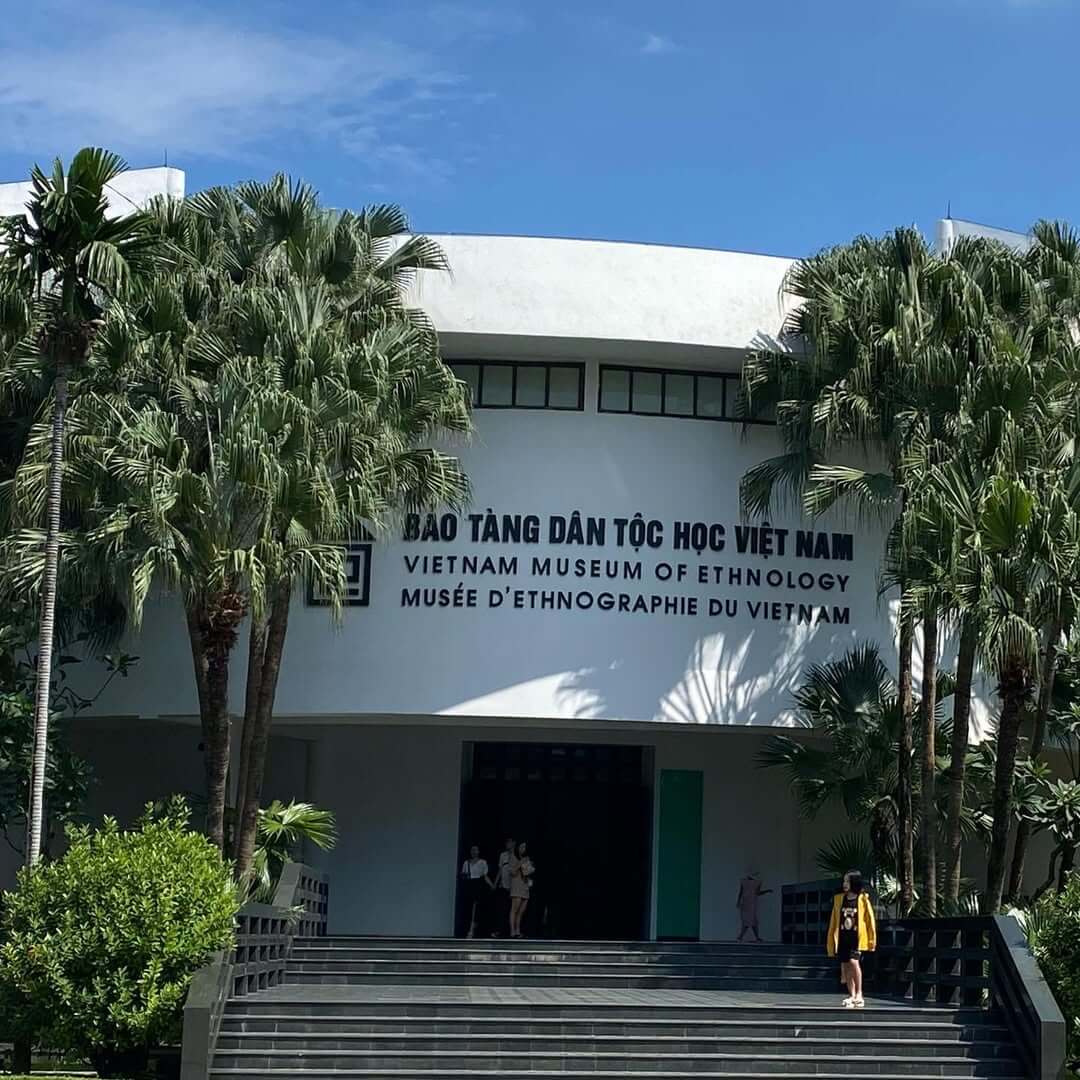 BẢO TÀNG DÂN TỘC HỌC VIỆT NAM
VIETNAM MUSEUM OF ETHNOLOGY
MUSÉE D'ETHNOGRAPHIE DU VIETNAM